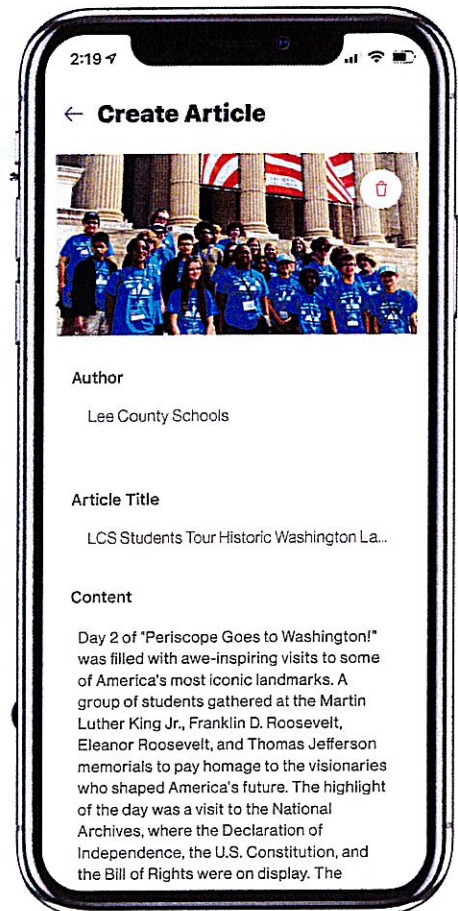 2:19
← Create Article
Author
Lee County Schools
Article Title
LCS Students Tour Historic Washington La...
Content
Day 2 of "Periscope Goes to Washington!"
was filled with awe-inspiring visits to some
of America's most iconic landmarks. A
group of students gathered at the Martin
Luther King Jr., Franklin D. Roosevelt,
Eleanor Roosevelt, and Thomas Jefferson
memorials to pay homage to the visionaries
who shaped America's future. The highlight
of the day was a visit to the National
Archives, where the Declaration of
Independence, the U.S. Constitution, and
the Bill of Rights were on display. The